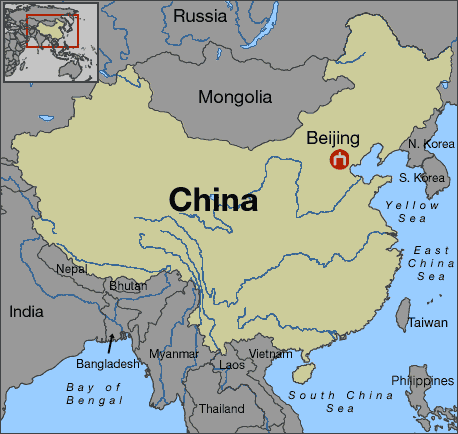 Russia
Mongolia
Beijing
N. Korea
S. Korea
China
Yellow
Sea
East
China
Sea
Nepal
Bhutan
India
Taiwan
Bangladesh
Myanmar
Vietnam
Laos
Bay of
Bengal
Philippines
South China
Sea
Thailand